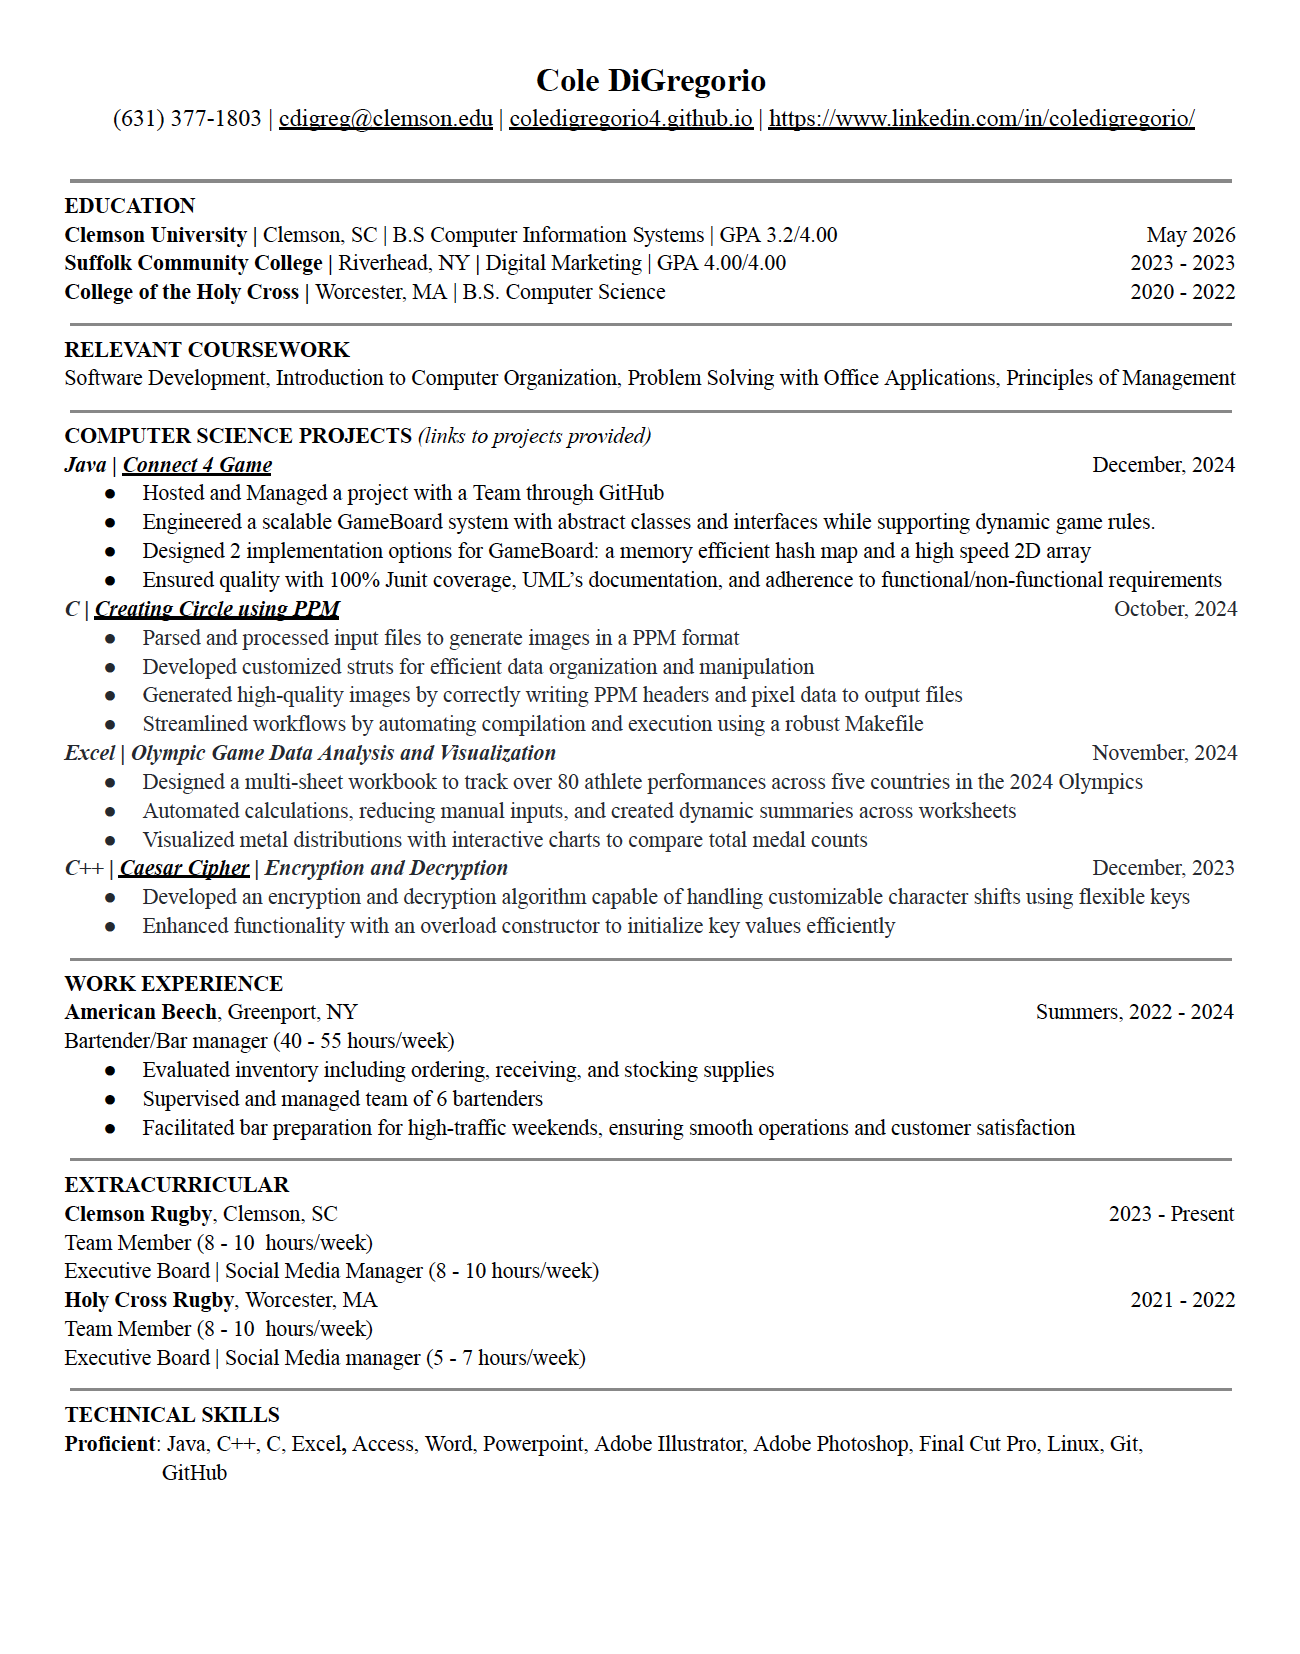 Cole DiGregorio
(631) 377-1803 | cdigreg@clemson.edu | coledigregorio4.github.io | https://www.linkedin.com/in/coledigregorio/
EDUCATION
Clemson University | Clemson, SC | B.S Computer Information Systems | GPA 3.2/4.00 May 2026
Suffolk Community College | Riverhead, NY | Digital Marketing | GPA 4.00/4.00 2023 - 2023
College of the Holy Cross | Worcester, MA | B.S. Computer Science 2020 - 2022
RELEVANT COURSEWORK
Software Development, Introduction to Computer Organization, Problem Solving with Office Applications, Principles of Management
COMPUTER SCIENCE PROJECTS (links to projects provided)
Java | Connect 4 Game December, 2024
● Hosted and Managed a project with a Team through GitHub
● Engineered a scalable GameBoard system with abstract classes and interfaces while supporting dynamic game rules.
● Designed 2 implementation options for GameBoard: a memory efficient hash map and a high speed 2D array
● Ensured quality with 100% Junit coverage, UML’s documentation, and adherence to functional/non-functional requirements
C | Creating Circle using PPM October, 2024
● Parsed and processed input files to generate images in a PPM format
● Developed customized struts for efficient data organization and manipulation
● Generated high-quality images by correctly writing PPM headers and pixel data to output files
● Streamlined workflows by automating compilation and execution using a robust Makefile
Excel | Olympic Game Data Analysis and Visualization November, 2024
● Designed a multi-sheet workbook to track over 80 athlete performances across five countries in the 2024 Olympics
● Automated calculations, reducing manual inputs, and created dynamic summaries across worksheets
● Visualized metal distributions with interactive charts to compare total medal counts
C++ | Caesar Cipher | Encryption and Decryption December, 2023
● Developed an encryption and decryption algorithm capable of handling customizable character shifts using flexible keys
● Enhanced functionality with an overload constructor to initialize key values efficiently
WORK EXPERIENCE
American Beech, Greenport, NY Summers, 2022 - 2024
Bartender/Bar manager (40 - 55 hours/week)
● Evaluated inventory including ordering, receiving, and stocking supplies
● Supervised and managed team of 6 bartenders
● Facilitated bar preparation for high-traffic weekends, ensuring smooth operations and customer satisfaction
EXTRACURRICULAR
Clemson Rugby, Clemson, SC 2023 - Present
Team Member (8 - 10 hours/week)
Executive Board | Social Media Manager (8 - 10 hours/week)
Holy Cross Rugby, Worcester, MA 2021 - 2022
Team Member (8 - 10 hours/week)
Executive Board | Social Media manager (5 - 7 hours/week)
TECHNICAL SKILLS
Proficient: Java, C++, C, Excel, Access, Word, Powerpoint, Adobe Illustrator, Adobe Photoshop, Final Cut Pro, Linux, Git,
GitHub